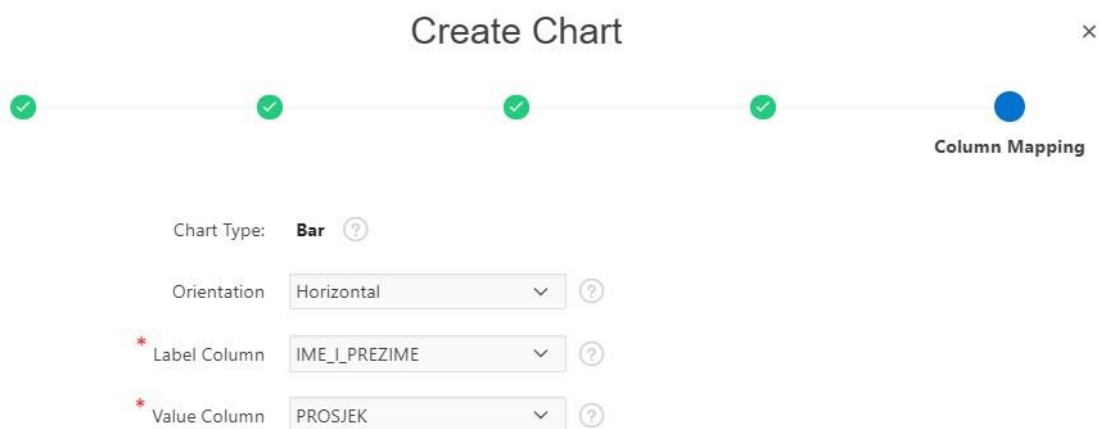 Create Chart ×
Column Mapping
Chart Type: Bar ?
Orientation Horizontal ?
* Label Column IME_I_PREZIME ?
* Value Column PROSJEK ?